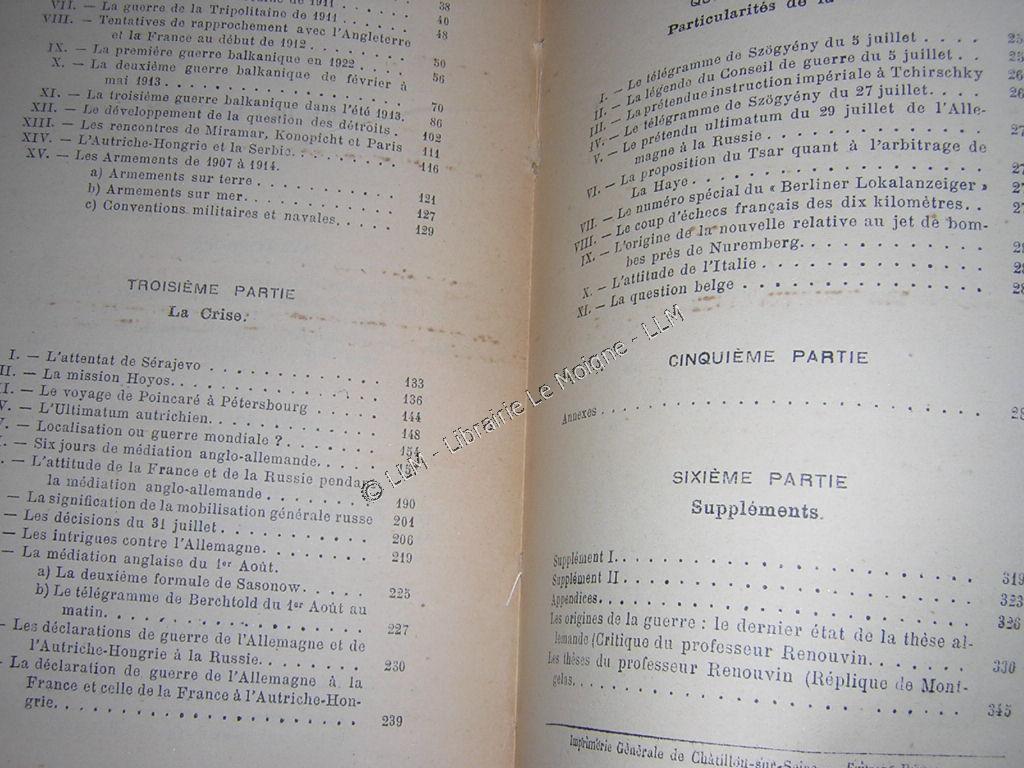 38
VII. — La guerre de la Tripolitaine de 1911 . . . . 40
VIII. — Tentatives de rapprochement avec l'Angleterre
et la France au début de 1912 . . . . 48
IX. — La première guerre balkanique en 1922 . . . 50
X. — La deuxième guerre balkanique de février à
mai 1913 . . . . 56
XI. — La troisième guerre balkanique dans l'été 1913. 70
XII. — Le développement de la question des détroits . 86
XIII. — Les rencontres de Miramar, Konopicht et Paris 102
XIV. — L'Autriche-Hongrie et la Serbie. . . . 111
XV. — Les Armements de 1907 à 1914. 116
a) Armements sur terre . . . . 121
b) Armements sur mer. . . . 127
c) Conventions militaires et navales. . . . 129
TROISIÈME PARTIE
La Crise.
I. — L'attentat de Sérajevo . . . . 133
II. — La mission Hoyos. . . . 136
II. — Le voyage de Poincaré à Pétersbourg . . . . 144
V. — L'Ultimatum autrichien. . . . 148
V. — Localisation ou guerre mondiale ? . . . . 154
I. — Six jours de médiation anglo-allemande. . . .
. — L'attitude de la France et de la Russie pendant
la médiation anglo-allemande . . . . 190
— La signification de la mobilisation générale russe 201
— Les décisions du 31 juillet . . . . 206
— Les intrigues contre l'Allemagne. . . . 219
— La médiation anglaise du 1er Août.
a) La deuxième formule de Sasonow. . . . 225
b) Le télégramme de Berchtold du 1er Août au
matin. . . . 227
— Les déclarations de guerre de l'Allemagne et de
l'Autriche-Hongrie à la Russie. . . . 230
— La déclaration de guerre de l'Allemagne à la
France et celle de la France à l'Autriche-Hon-
grie. . . . 239
Particularités de la
I. — Le télégramme de Szögyény du 5 juillet . . . .
II. — La légende du Conseil de guerre du 5 juillet . .
III. — La prétendue instruction impériale à Tchirschky
IV. — Le télégramme de Szögyény du 27 juillet. . . .
V. — Le prétendu ultimatum du 29 juillet de l'Alle-
magne à la Russie . . . .
VI. — La proposition du Tsar quant à l'arbitrage de
La Haye . . . .
VII. — Le numéro spécial du « Berliner Lokalanzeiger »
VIII. — Le coup d'échecs français des dix kilomètres. .
IX. — L'origine de la nouvelle relative au jet de bom-
bes près de Nuremberg. . . .
X. — L'attitude de l'Italie . . . .
XI. — La question belge . . . .
CINQUIÈME PARTIE
Annexes . . . .
SIXIÈME PARTIE
Suppléments.
Supplément I. . . . 319
Supplément II . . . . 323
Appendices. . . . 326
Les origines de la guerre : le dernier état de la thèse al-
lemande (Critique du professeur Renouvin. . . . 330
Les thèses du professeur Renouvin (Réplique de Mont-
gelas. . . . 345
Imprimerie Générale de Châtillon-sur-Seine
© LLM - Librairie Le Moigne - LLM